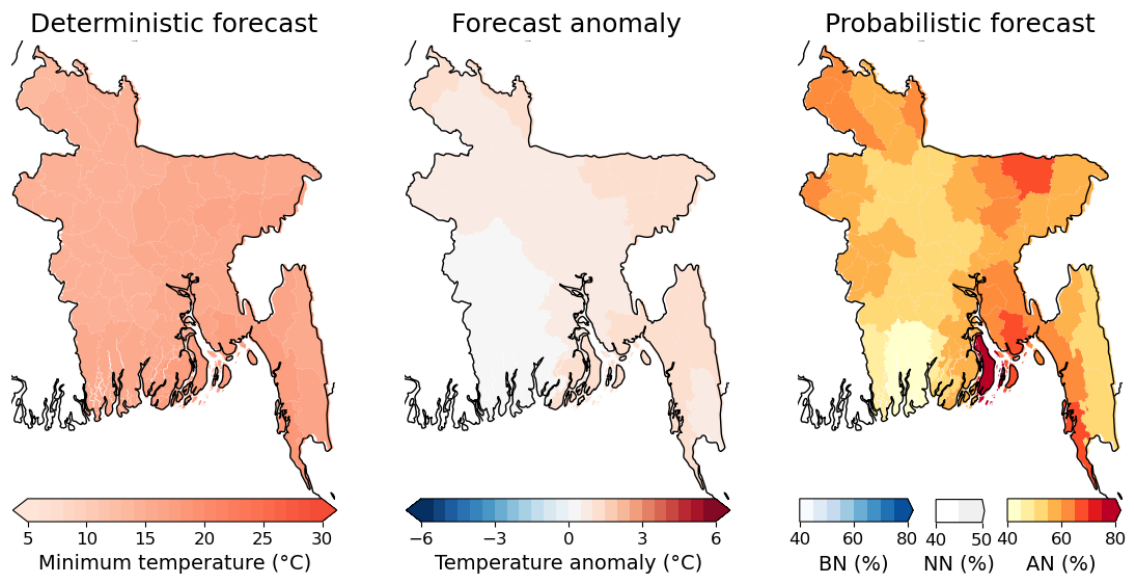 Deterministic forecast
Forecast anomaly
Probabilistic forecast
5 10 15 20 25 30
Minimum temperature (°C)
−6 −3 0 3 6
Temperature anomaly (°C)
40 60 80
BN (%)
40 50
NN (%)
40 60 80
AN (%)